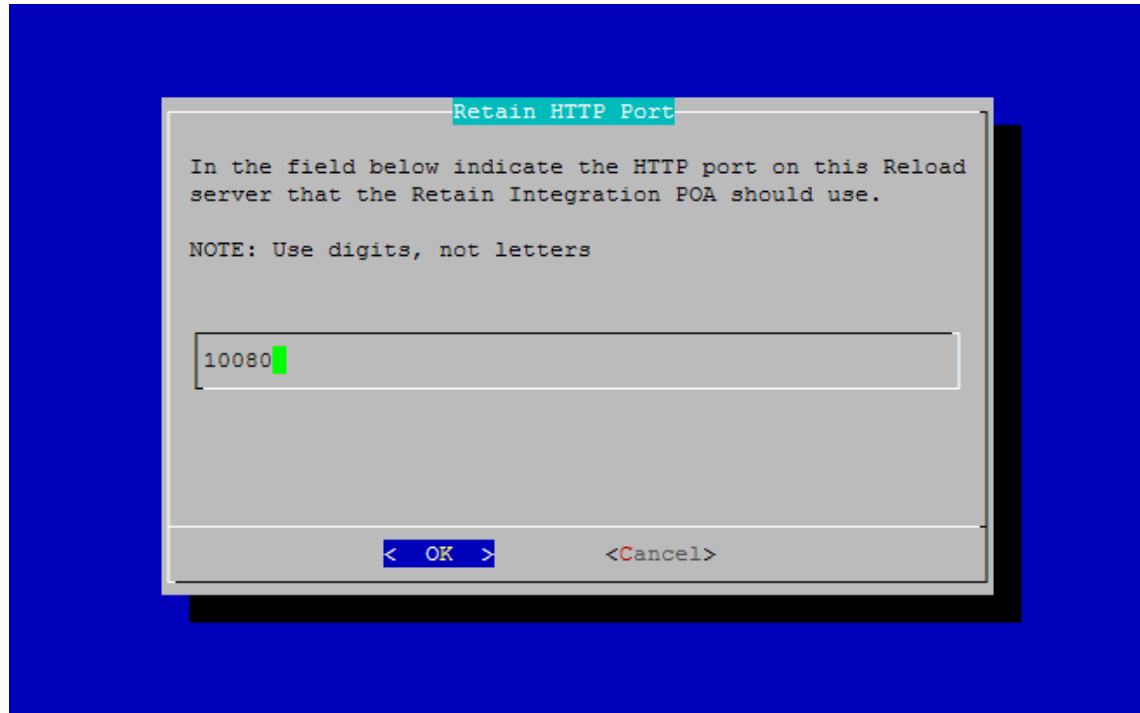 Retain HTTP Port
In the field below indicate the HTTP port on this Reload
server that the Retain Integration POA should use.
NOTE: Use digits, not letters
10080
< OK > <Cancel>